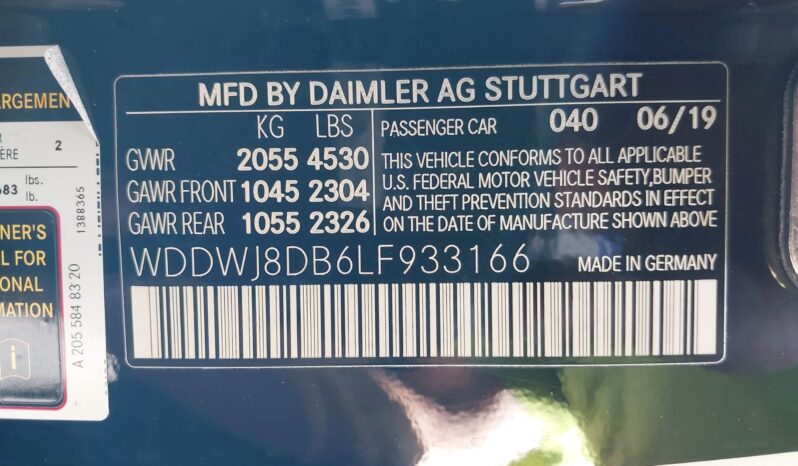 MFD BY DAIMLER AG STUTTGART
KG LBS
GVWR 2055 4530
GAWR FRONT 1045 2304
GAWR REAR 1055 2326
PASSENGER CAR 040 06/19
THIS VEHICLE CONFORMS TO ALL APPLICABLE
U.S. FEDERAL MOTOR VEHICLE SAFETY,BUMPER
AND THEFT PREVENTION STANDARDS IN EFFECT
ON THE DATE OF MANUFACTURE SHOWN ABOVE
WDDWJ8DB6LF933166 MADE IN GERMANY
ARGEMEN
R
ÈRE 2
683 lbs.
lb.
NER'S
L FOR
ONAL
MATION
i
1388365
A 205 584 83 20